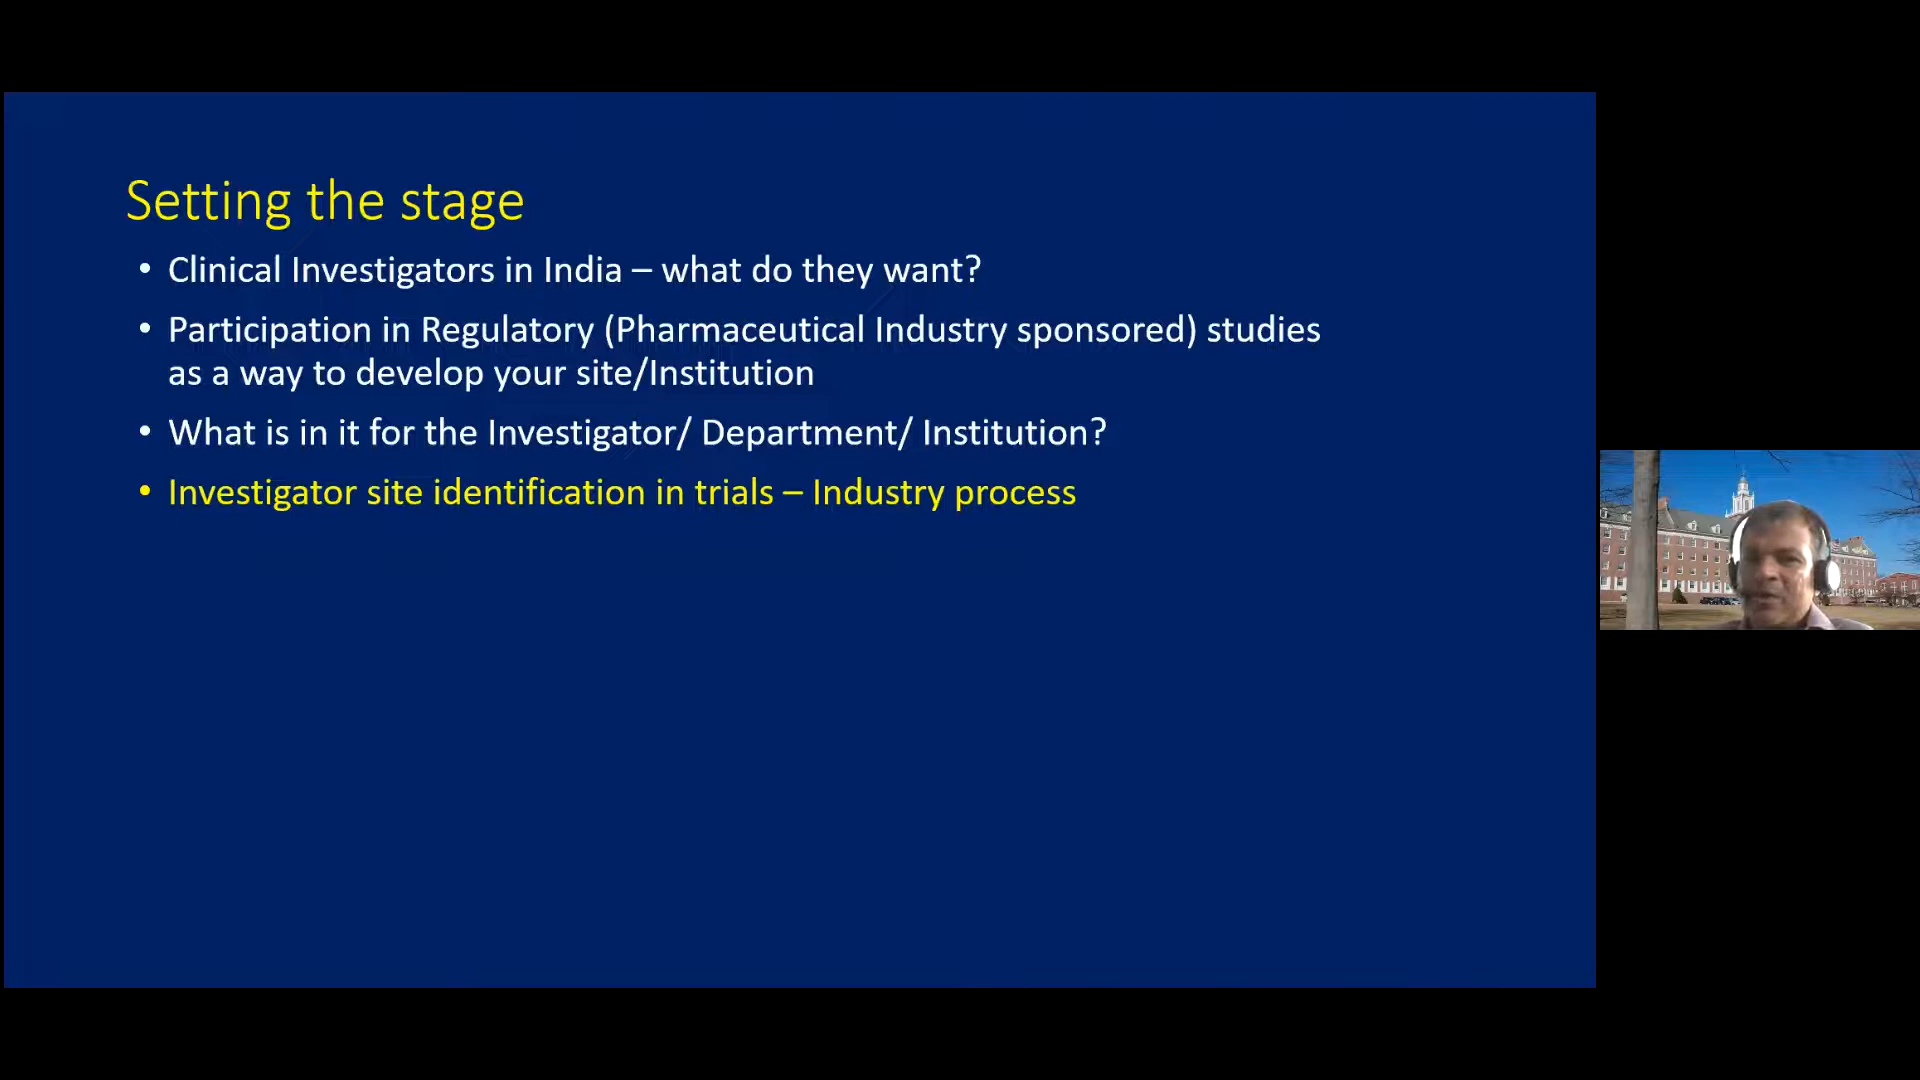 Setting the stage
• Clinical Investigators in India – what do they want?
• Participation in Regulatory (Pharmaceutical Industry sponsored) studies
as a way to develop your site/Institution
• What is in it for the Investigator/ Department/ Institution?
• Investigator site identification in trials – Industry process